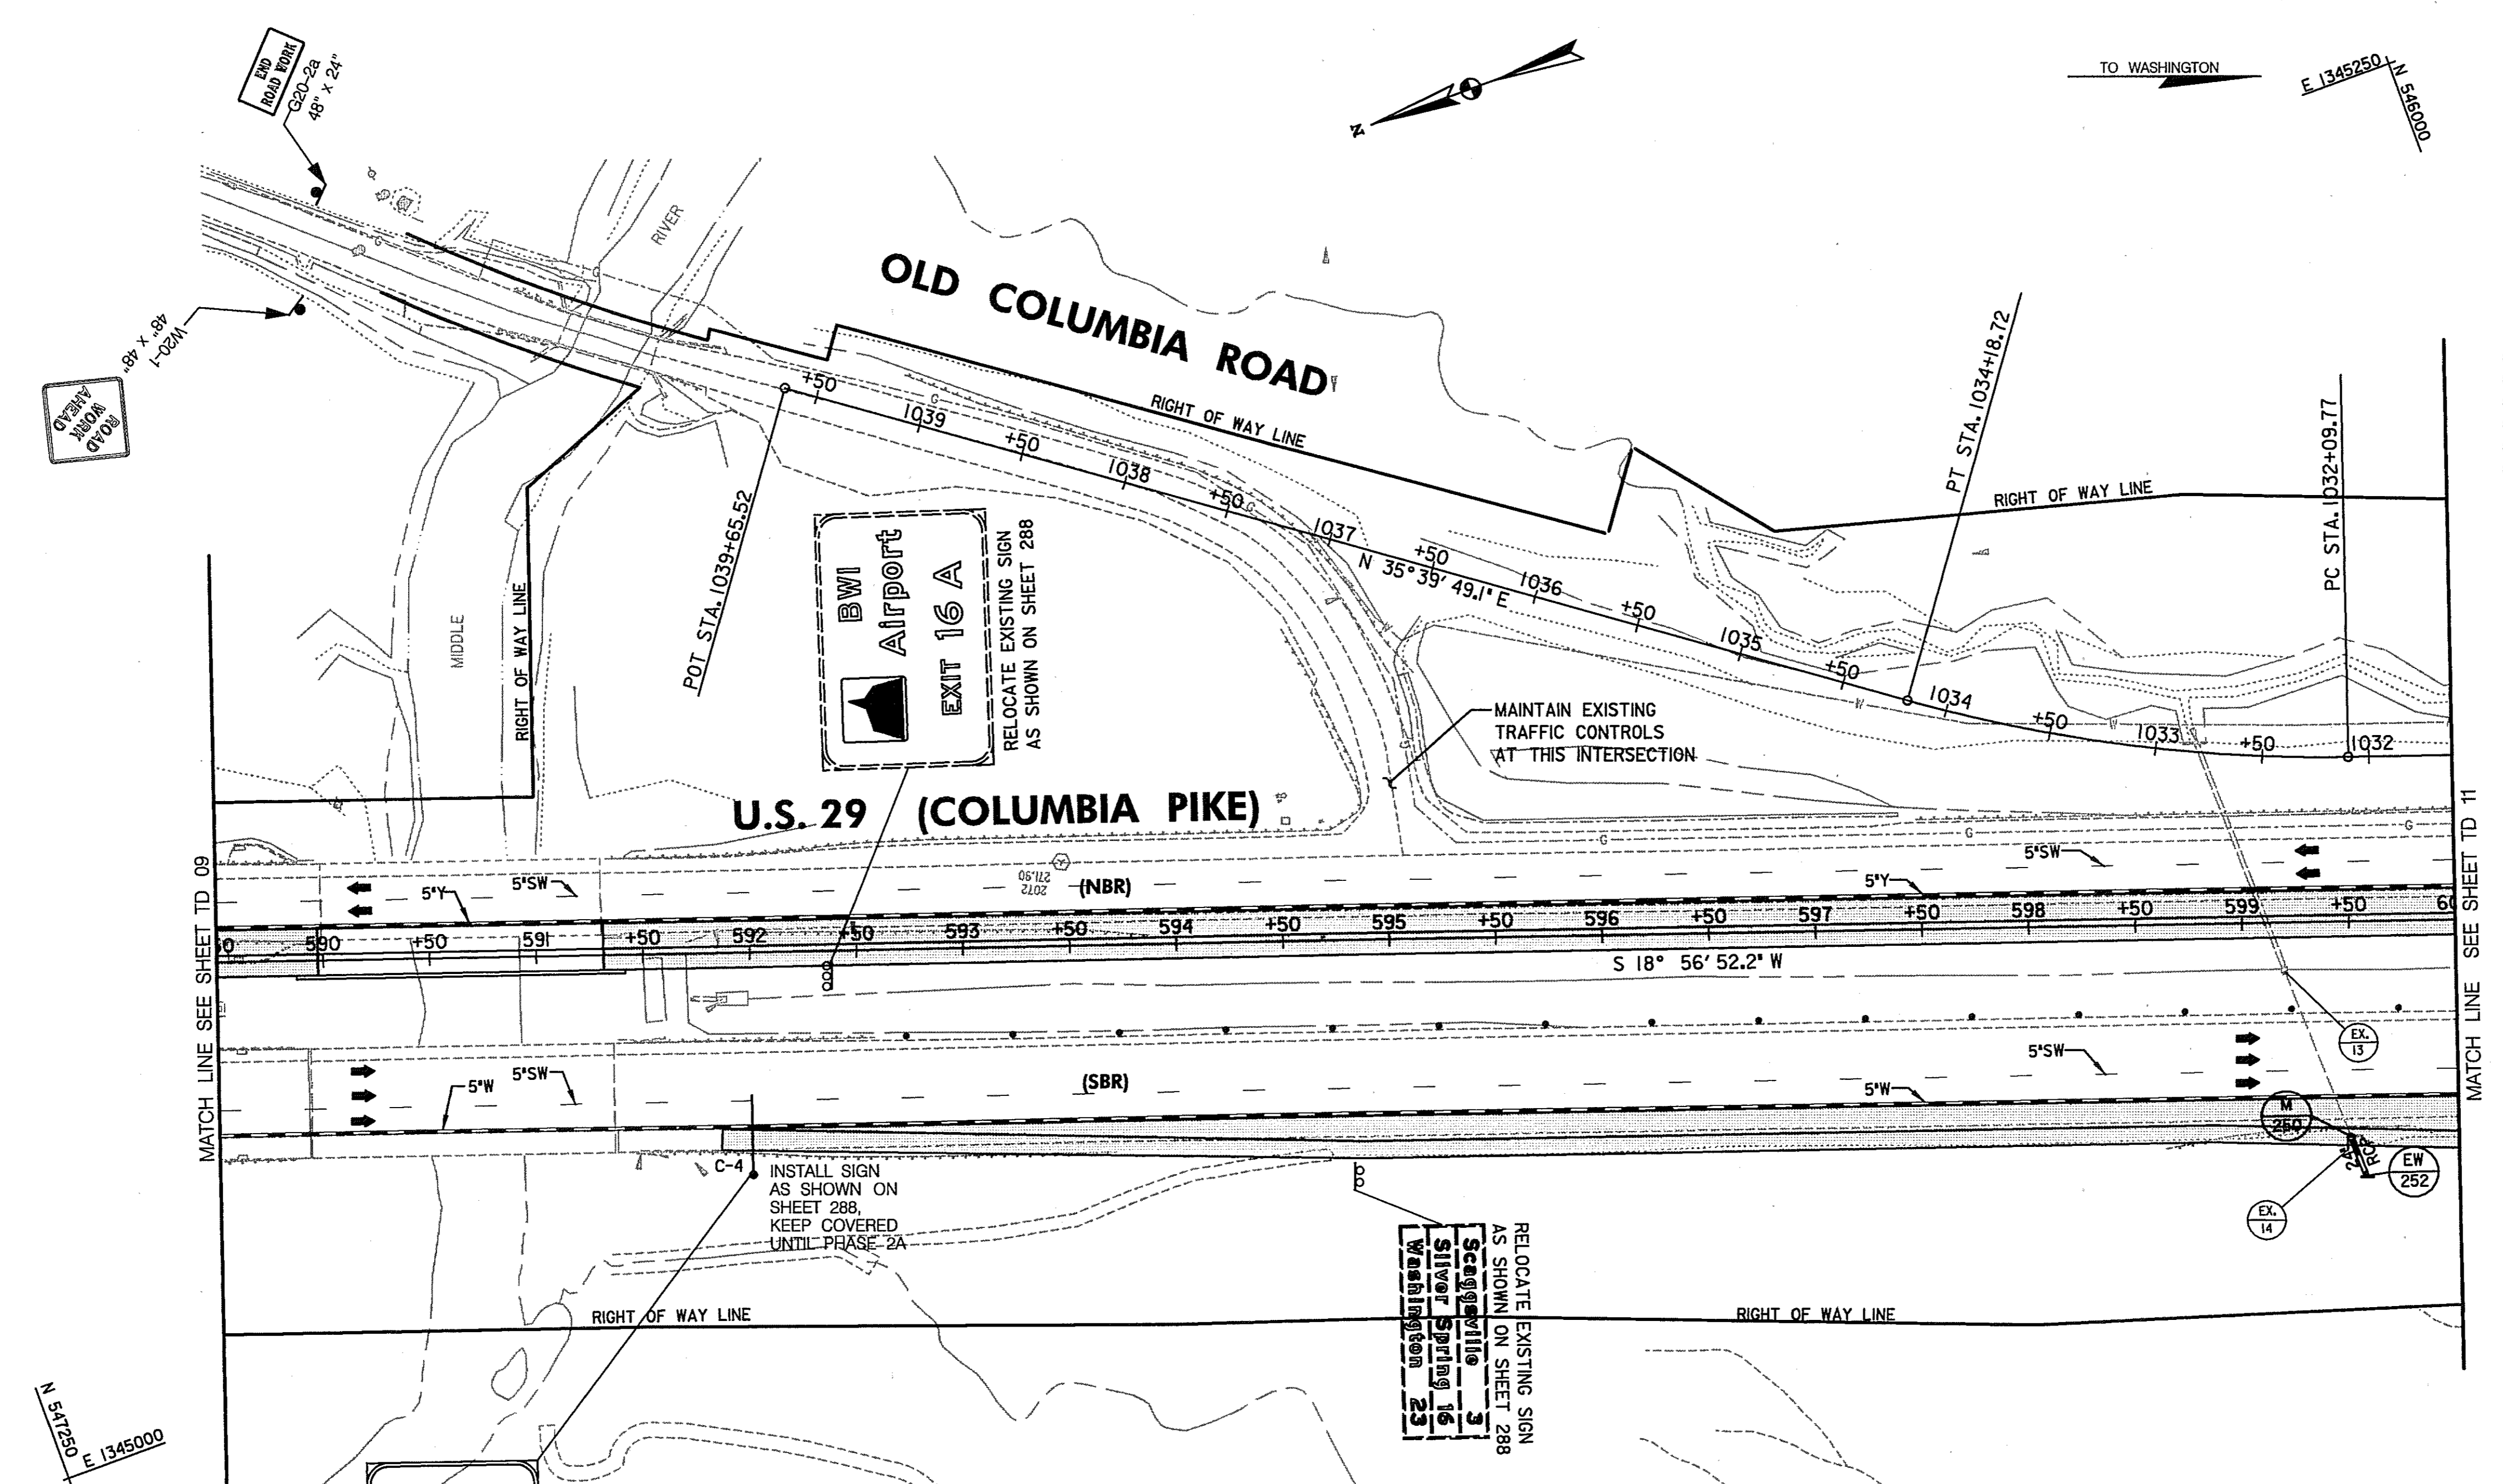 END
ROAD WORK
G20-2a
48" X 24"
W20-1
48" X 48"
ROAD
WORK
AHEAD
Z
TO WASHINGTON
E 1345250
N 546000
RIVER
OLD COLUMBIA ROAD
RIGHT OF WAY LINE
RIGHT OF WAY LINE
PT STA. 1034+18.72
PC STA. 1032+09.77
POT STA. 1039+65.52
+50
1039
+50
1038
+50
1037
+50
1036
+50
1035
+50
1034
+50
1033
+50
1032
N 35°39'49.1" E
G
G
G
G
G
G
G
W
W
W
MIDDLE
RIGHT OF WAY LINE
BWI
Airport
EXIT 16 A
RELOCATE EXISTING SIGN
AS SHOWN ON SHEET 288
MAINTAIN EXISTING
TRAFFIC CONTROLS
AT THIS INTERSECTION
U.S. 29 (COLUMBIA PIKE)
MATCH LINE SEE SHEET TD 09
MATCH LINE SEE SHEET TD 11
5"Y
5"SW
2072
271.90
(NBR)
5"Y
5"SW
590
+50
591
+50
592
+50
593
+50
594
+50
595
+50
596
+50
597
+50
598
+50
599
+50
60
S 18° 56' 52.2" W
5"W
5"SW
(SBR)
5"W
5"SW
EX.
13
M
250
24"
RCP
EW
252
EX.
14
C-4
INSTALL SIGN
AS SHOWN ON
SHEET 288,
KEEP COVERED
UNTIL PHASE 2A
RELOCATE EXISTING SIGN
AS SHOWN ON SHEET 288
Scaggsville 3
Silver Spring 16
Washington 23
RIGHT OF WAY LINE
RIGHT OF WAY LINE
N 547250
E 1345000